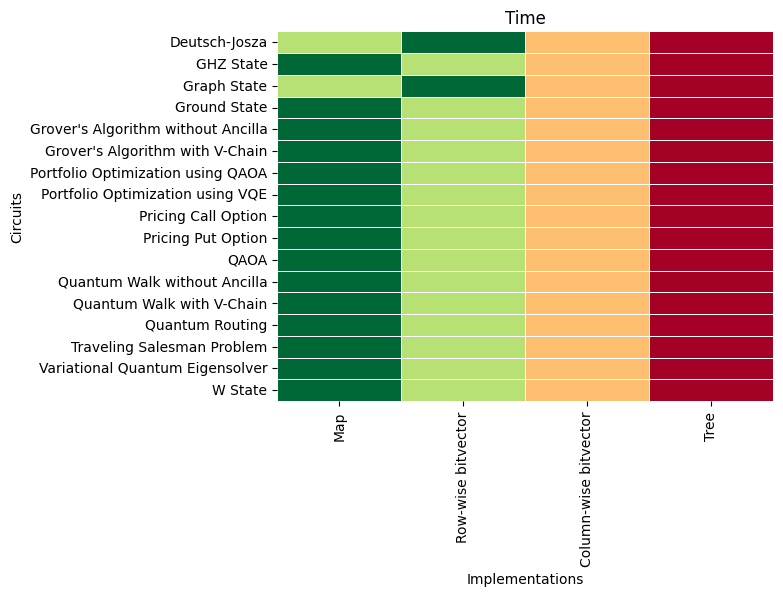 Time
Circuits
Deutsch-Josza
GHZ State
Graph State
Ground State
Grover's Algorithm without Ancilla
Grover's Algorithm with V-Chain
Portfolio Optimization using QAOA
Portfolio Optimization using VQE
Pricing Call Option
Pricing Put Option
QAOA
Quantum Walk without Ancilla
Quantum Walk with V-Chain
Quantum Routing
Traveling Salesman Problem
Variational Quantum Eigensolver
W State
Map
Row-wise bitvector
Column-wise bitvector
Tree
Implementations